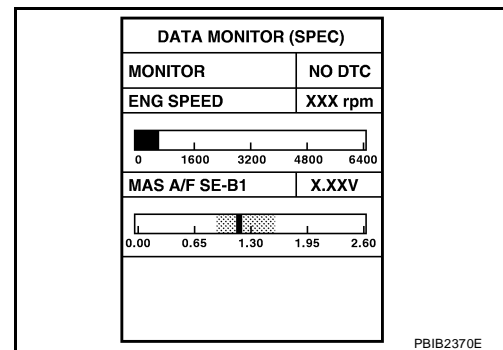 DATA MONITOR (SPEC)
MONITOR NO DTC
ENG SPEED XXX rpm
0 1600 3200 4800 6400
MAS A/F SE-B1 X.XXV
0.00 0.65 1.30 1.95 2.60
PBIB2370E